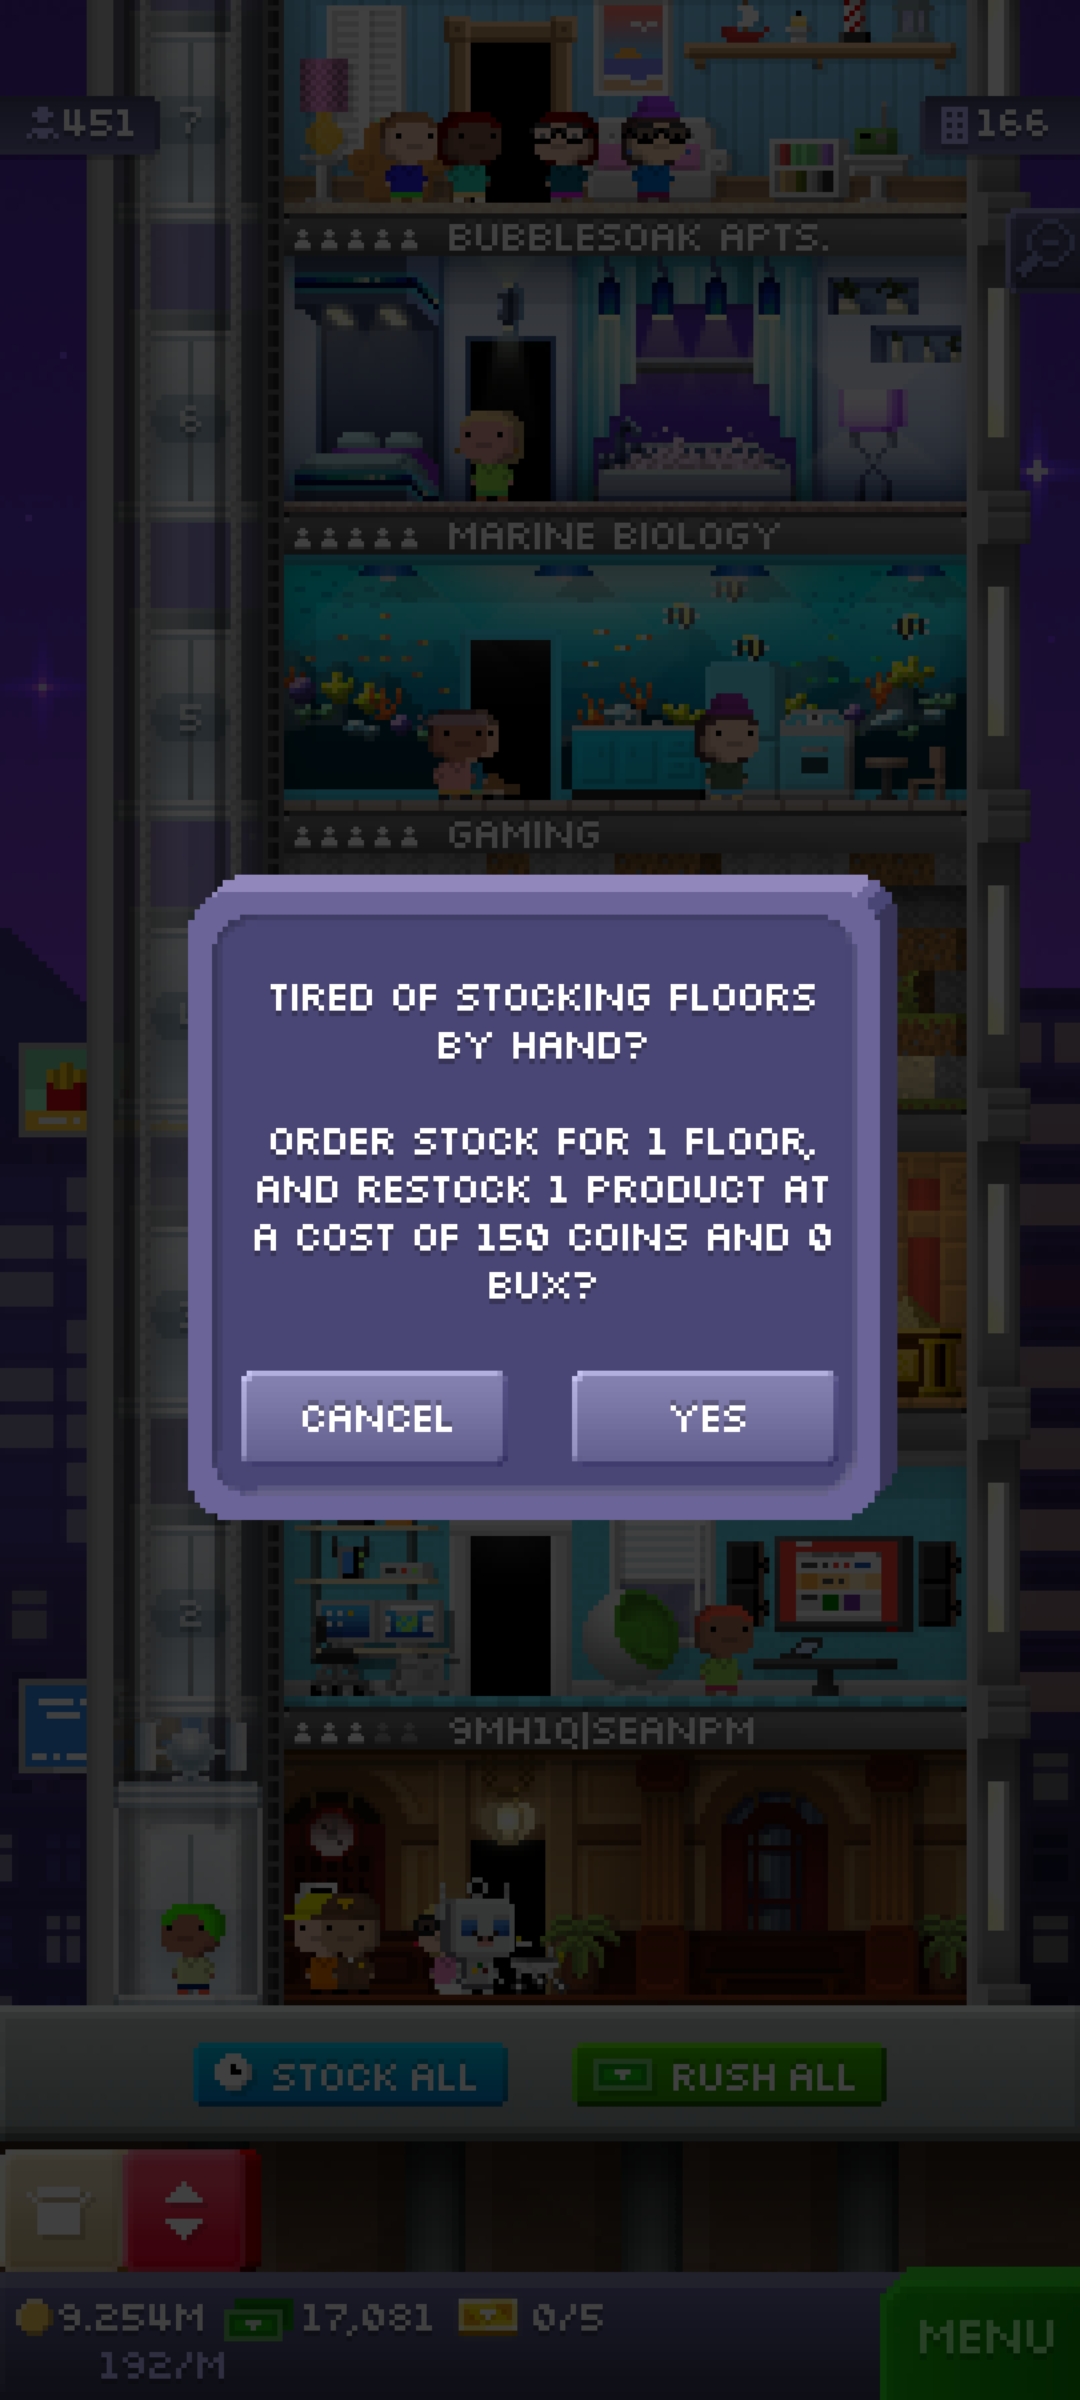 451
7
166
BUBBLESOAK APTS.
6
MARINE BIOLOGY
5
GAMING
TIRED OF STOCKING FLOORS
BY HAND?
ORDER STOCK FOR 1 FLOOR,
AND RESTOCK 1 PRODUCT AT
A COST OF 150 COINS AND 0
BUX?
CANCEL
YES
2
9MH1Q|SEANPM
STOCK ALL
RUSH ALL
9.254M
17,081
0/5
192/M
MENU